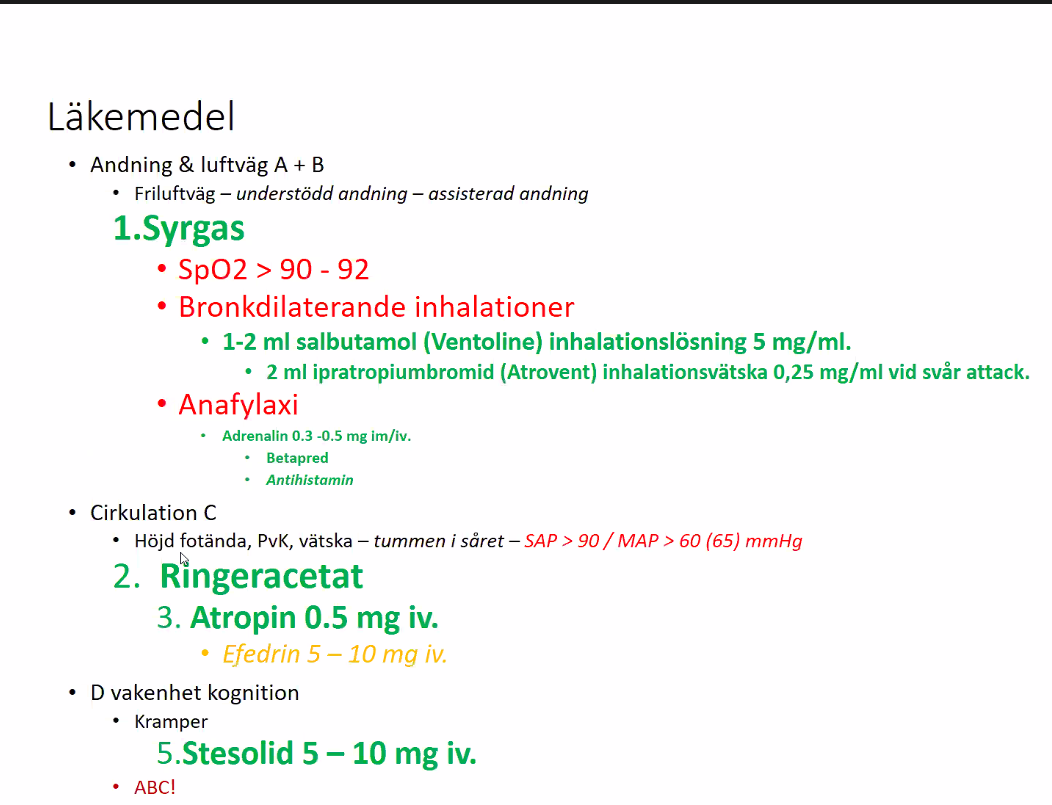 Läkemedel
• Andning & luftväg A + B
• Friluftväg – understödd andning – assisterad andning
1.Syrgas
• SpO2 > 90 - 92
• Bronkdilaterande inhalationer
• 1-2 ml salbutamol (Ventoline) inhalationslösning 5 mg/ml.
• 2 ml ipratropiumbromid (Atrovent) inhalationsvätska 0,25 mg/ml vid svår attack.
• Anafylaxi
• Adrenalin 0.3 -0.5 mg im/iv.
• Betapred
• Antihistamin
• Cirkulation C
• Höjd fotända, PvK, vätska – tummen i såret – SAP > 90 / MAP > 60 (65) mmHg
2. Ringeracetat
3. Atropin 0.5 mg iv.
• Efedrin 5 – 10 mg iv.
• D vakenhet kognition
• Kramper
5.Stesolid 5 – 10 mg iv.
• ABC!